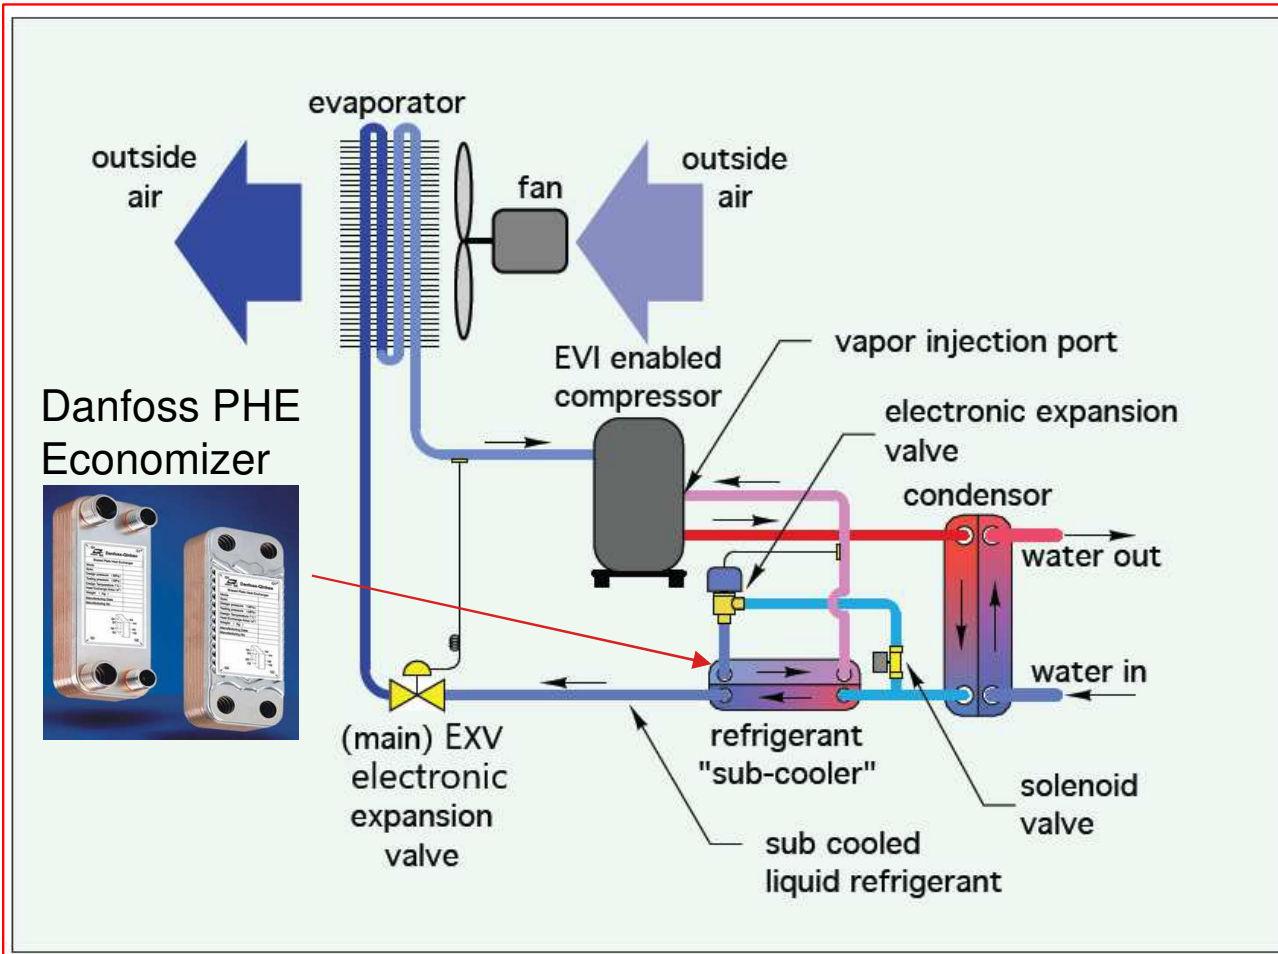 evaporator
outside
air
fan
outside
air
EVI enabled
compressor
vapor injection port
electronic expansion
valve
condensor
Danfoss PHE
Economizer
water out
water in
(main) EXV
electronic
expansion
valve
refrigerant
"sub-cooler"
solenoid
valve
sub cooled
liquid refrigerant